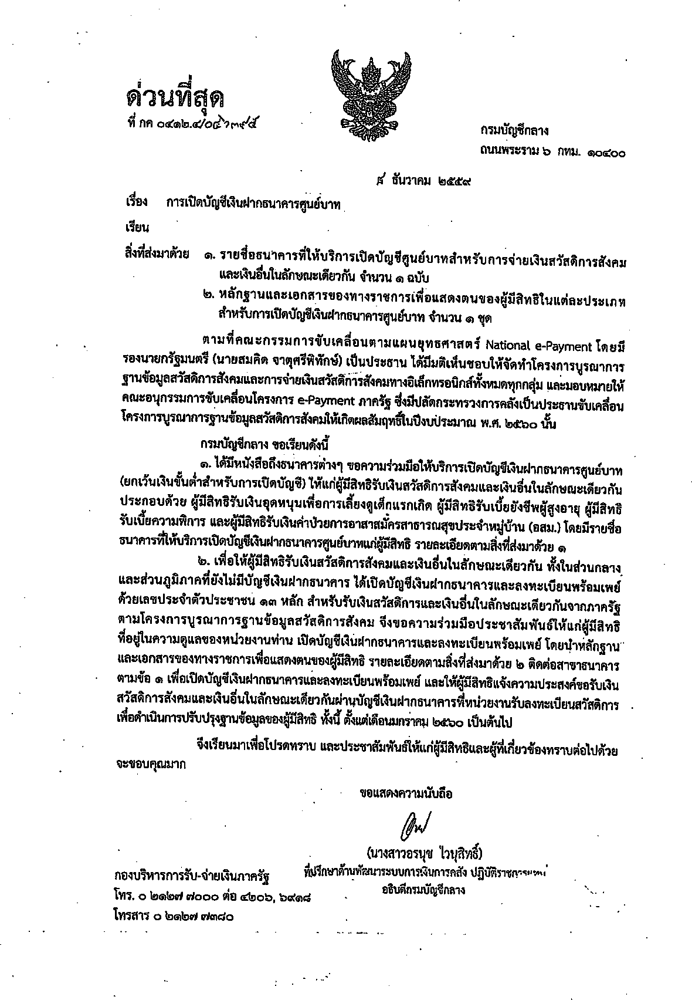 ด่วนที่สุด
ที่ กค ๐๔๑๒.๔/
กรมบัญชีกลาง
ถนนพระราม ๖ กทม. ๑๐๔๐๐
๘ ธันวาคม ๒๕๕๙
เรื่อง การเปิดบัญชีเงินฝากธนาคารศูนย์บาท
เรียน
สิ่งที่ส่งมาด้วย ๑. รายชื่อธนาคารที่ให้บริการเปิดบัญชีศูนย์บาทสำหรับการจ่ายเงินสวัสดิการสังคม
และเงินอื่นในลักษณะเดียวกัน จำนวน ๑ ฉบับ
๒. หลักฐานและเอกสารของทางราชการเพื่อแสดงตนของผู้มีสิทธิในแต่ละประเภท
สำหรับการเปิดบัญชีเงินฝากธนาคารศูนย์บาท จำนวน ๑ ชุด
ตามที่คณะกรรมการขับเคลื่อนตามแผนยุทธศาสตร์ National e-Payment โดยมี
รองนายกรัฐมนตรี (นายสมคิด จาตุศรีพิทักษ์) เป็นประธาน ได้มีมติเห็นชอบให้จัดทำโครงการบูรณาการ
ฐานข้อมูลสวัสดิการสังคมและการจ่ายเงินสวัสดิการสังคมทางอิเล็กทรอนิกส์ทั้งหมดทุกกลุ่ม และมอบหมายให้
คณะอนุกรรมการขับเคลื่อนโครงการ e-Payment ภาครัฐ ซึ่งมีปลัดกระทรวงการคลังเป็นประธานขับเคลื่อน
โครงการบูรณาการฐานข้อมูลสวัสดิการสังคมให้เกิดผลสัมฤทธิ์ในปีงบประมาณ พ.ศ. ๒๕๖๐ นั้น
กรมบัญชีกลาง ขอเรียนดังนี้
๑. ได้มีหนังสือถึงธนาคารต่างๆ ขอความร่วมมือให้บริการเปิดบัญชีเงินฝากธนาคารศูนย์บาท
(ยกเว้นเงินขั้นต่ำสำหรับการเปิดบัญชี) ให้แก่ผู้มีสิทธิรับเงินสวัสดิการสังคมและเงินอื่นในลักษณะเดียวกัน
ประกอบด้วย ผู้มีสิทธิรับเงินอุดหนุนเพื่อการเลี้ยงดูเด็กแรกเกิด ผู้มีสิทธิรับเบี้ยยังชีพผู้สูงอายุ ผู้มีสิทธิ
รับเบี้ยความพิการ และผู้มีสิทธิรับเงินค่าป่วยการอาสาสมัครสาธารณสุขประจำหมู่บ้าน (อสม.) โดยมีรายชื่อ
ธนาคารที่ให้บริการเปิดบัญชีเงินฝากธนาคารศูนย์บาทแก่ผู้มีสิทธิ รายละเอียดตามสิ่งที่ส่งมาด้วย ๑
๒. เพื่อให้ผู้มีสิทธิรับเงินสวัสดิการสังคมและเงินอื่นในลักษณะเดียวกัน ทั้งในส่วนกลาง
และส่วนภูมิภาคที่ยังไม่มีบัญชีเงินฝากธนาคาร ได้เปิดบัญชีเงินฝากธนาคารและลงทะเบียนพร้อมเพย์
ด้วยเลขประจำตัวประชาชน ๑๓ หลัก สำหรับรับเงินสวัสดิการและเงินอื่นในลักษณะเดียวกันจากภาครัฐ
ตามโครงการบูรณาการฐานข้อมูลสวัสดิการสังคม จึงขอความร่วมมือประชาสัมพันธ์ให้แก่ผู้มีสิทธิ
ที่อยู่ในความดูแลของหน่วยงานท่าน เปิดบัญชีเงินฝากธนาคารและลงทะเบียนพร้อมเพย์ โดยนำหลักฐาน
และเอกสารของทางราชการเพื่อแสดงตนของผู้มีสิทธิ รายละเอียดตามสิ่งที่ส่งมาด้วย ๒ ติดต่อสาขาธนาคาร
ตามข้อ ๑ เพื่อเปิดบัญชีเงินฝากธนาคารและลงทะเบียนพร้อมเพย์ และให้ผู้มีสิทธิแจ้งความประสงค์ขอรับเงิน
สวัสดิการสังคมและเงินอื่นในลักษณะเดียวกันผ่านบัญชีเงินฝากธนาคารที่หน่วยงานรับลงทะเบียนสวัสดิการ
เพื่อดำเนินการปรับปรุงฐานข้อมูลของผู้มีสิทธิ ทั้งนี้ ตั้งแต่เดือนมกราคม ๒๕๖๐ เป็นต้นไป
จึงเรียนมาเพื่อโปรดทราบ และประชาสัมพันธ์ให้แก่ผู้มีสิทธิและผู้ที่เกี่ยวข้องทราบต่อไปด้วย
จะขอบคุณมาก
ขอแสดงความนับถือ
(นางสาวอรนุช ไวนุสิทธิ์)
ที่ปรึกษาด้านพัฒนาระบบการเงินการคลัง ปฏิบัติราชการแทน
อธิบดีกรมบัญชีกลาง
กองบริหารการรับ-จ่ายเงินภาครัฐ
โทร. ๐ ๒๑๒๗ ๗๐๐๐ ต่อ ๔๒๐๖, ๖๙๑๘
โทรสาร ๐ ๒๑๒๗ ๗๓๘๐